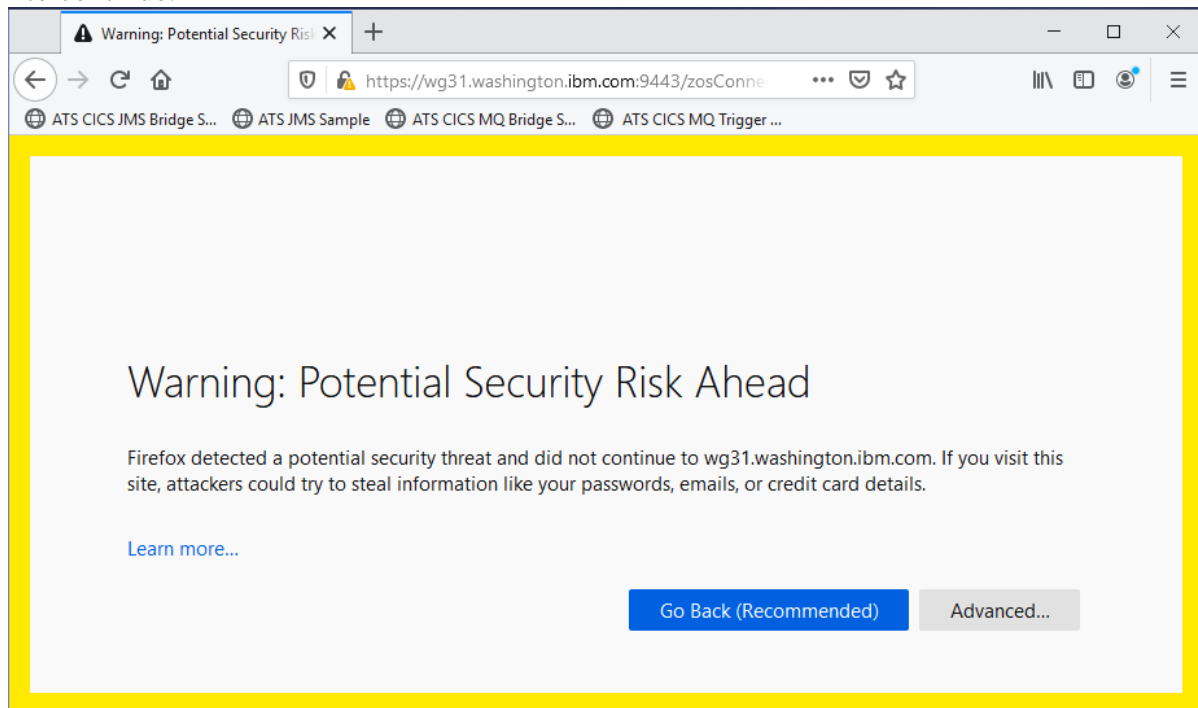 Warning: Potential Security Ris
https://wg31.washington.ibm.com:9443/zosConne
ATS CICS JMS Bridge S... ATS JMS Sample ATS CICS MQ Bridge S... ATS CICS MQ Trigger ...
Warning: Potential Security Risk Ahead
Firefox detected a potential security threat and did not continue to wg31.washington.ibm.com. If you visit this
site, attackers could try to steal information like your passwords, emails, or credit card details.
Learn more...
Go Back (Recommended) Advanced...